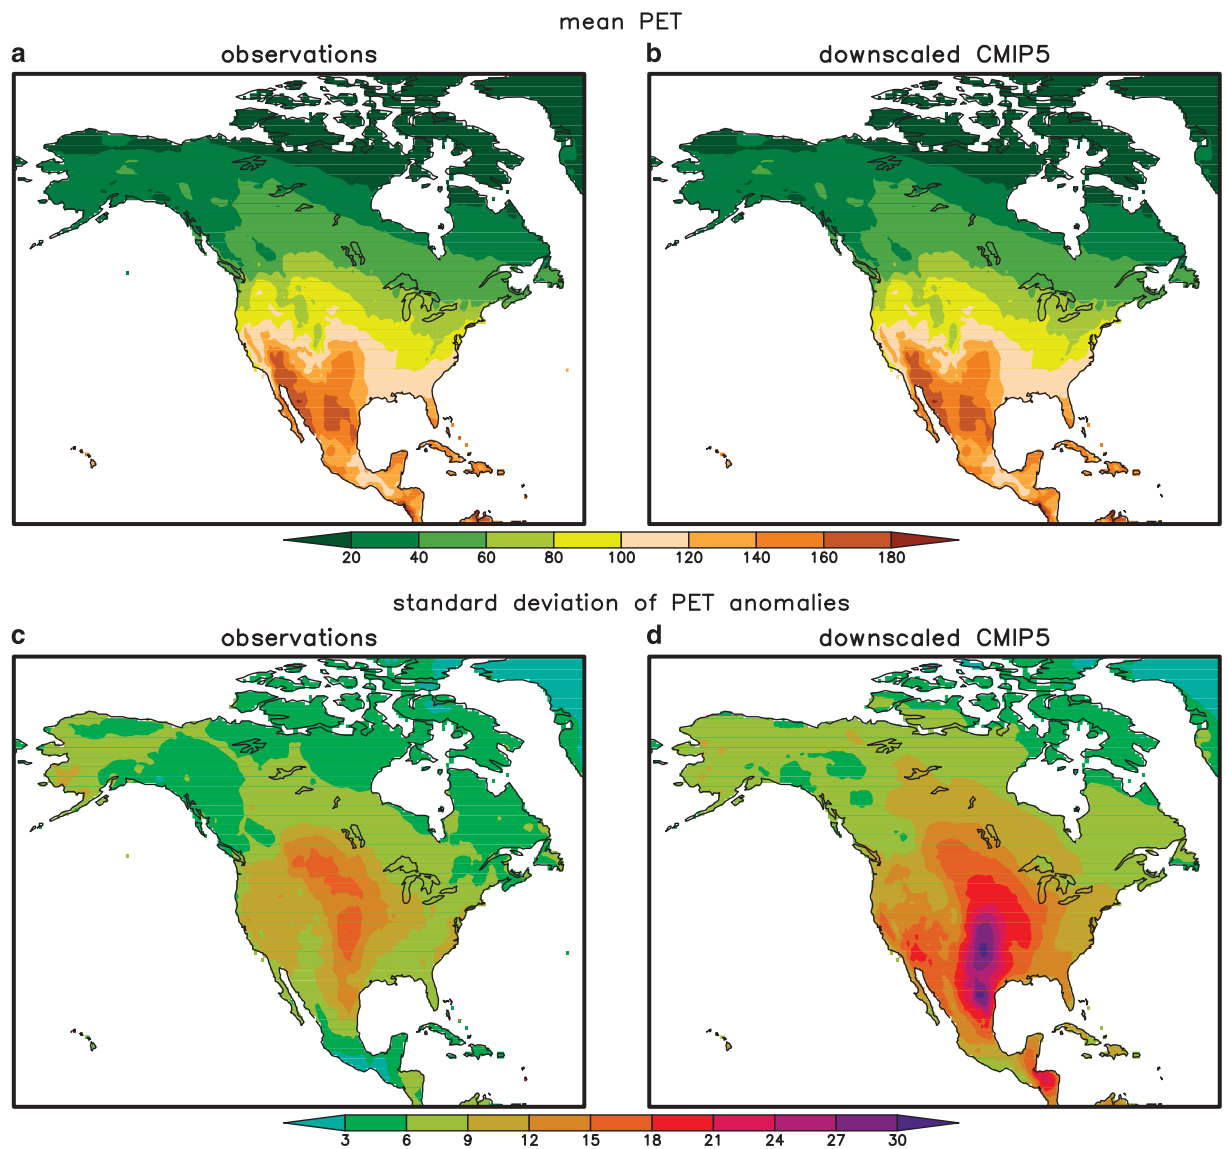 mean PET
a observations
b downscaled CMIP5
20 40 60 80 100 120 140 160 180
standard deviation of PET anomalies
c observations
d downscaled CMIP5
3 6 9 12 15 18 21 24 27 30